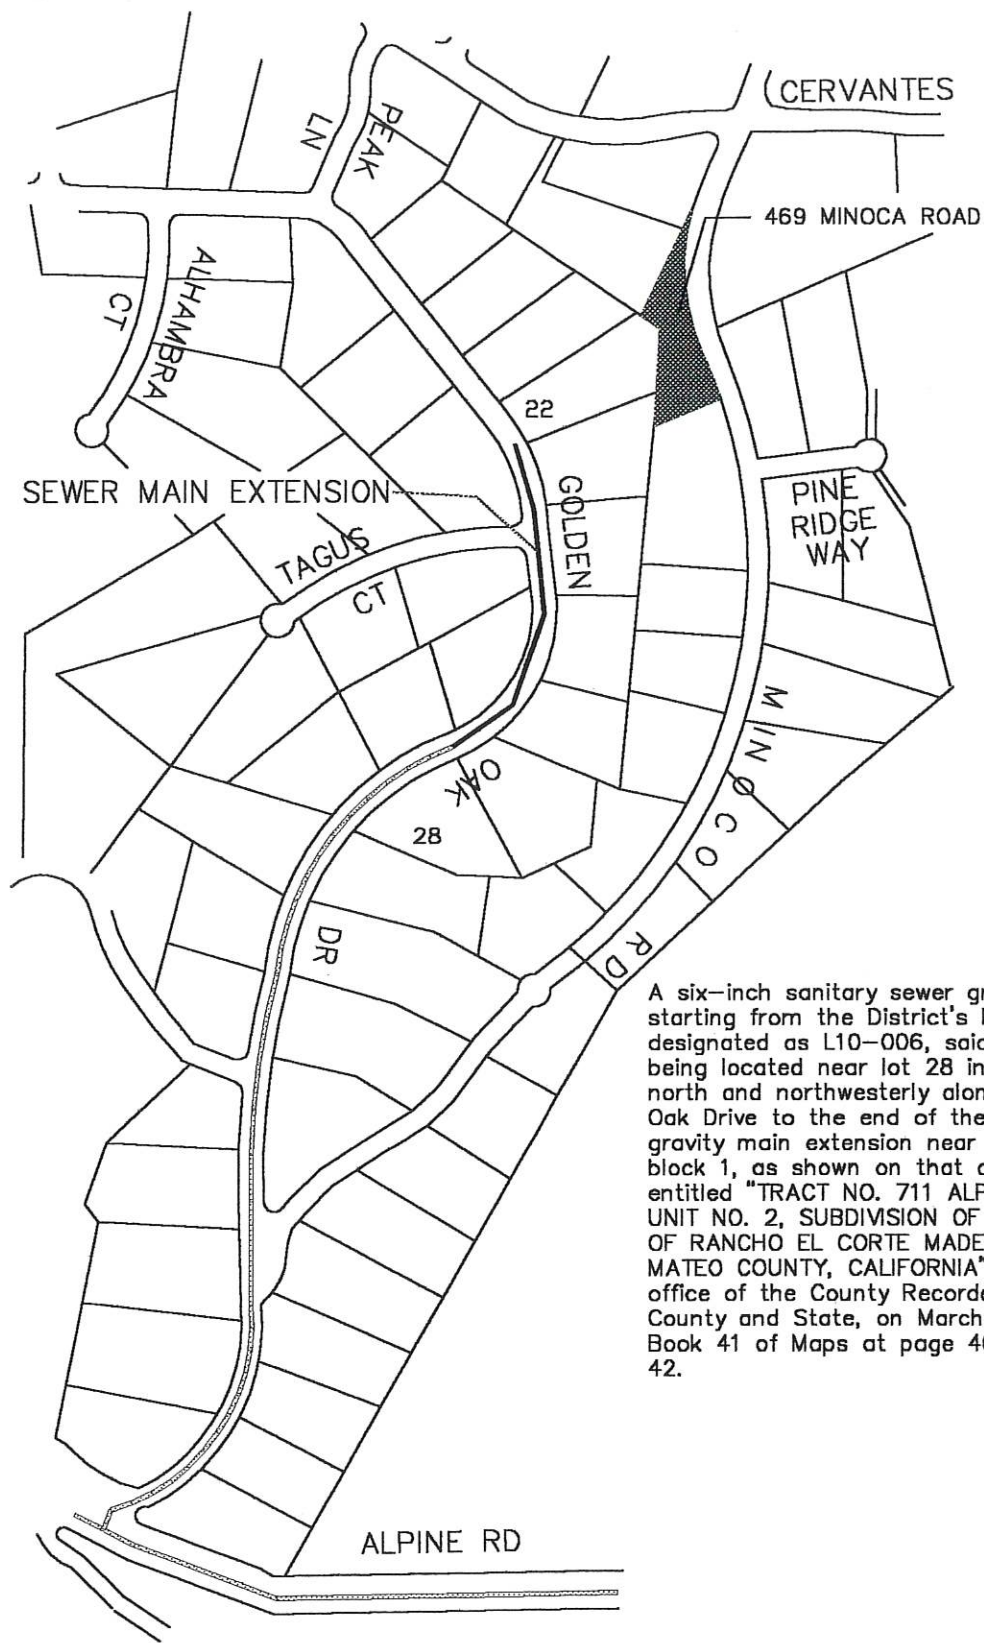 CERVANTES
PEAK
LN
469 MINOCA ROAD
ALHAMBRA
CT
22
SEWER MAIN EXTENSION
GOLDEN
PINE
RIDGE
WAY
TAGUS
CT
MINOCO
RD
OAK
28
DR
A six-inch sanitary sewer gr
starting from the District's
designated as L10-006, said
being located near lot 28 in
north and northwesterly alon
Oak Drive to the end of the
gravity main extension near
block 1, as shown on that
entitled "TRACT NO. 711 ALP
UNIT NO. 2, SUBDIVISION OF
OF RANCHO EL CORTE MADE
MATEO COUNTY, CALIFORNIA"
office of the County Recorde
County and State, on March
Book 41 of Maps at page
42.
ALPINE RD